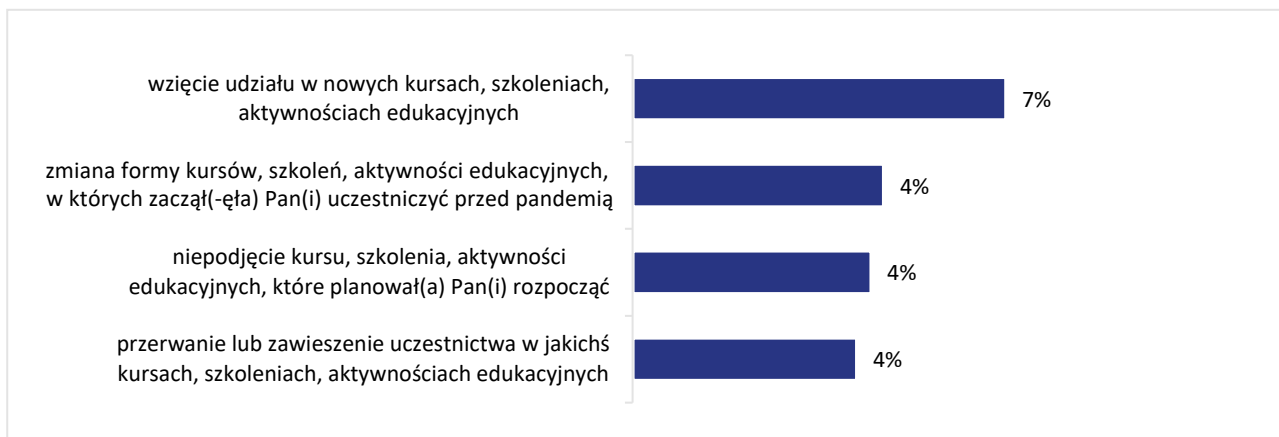 wzięcie udziału w nowych kursach, szkoleniach,
aktywnościach edukacyjnych
7%
zmiana formy kursów, szkoleń, aktywności edukacyjnych,
w których zaczął(-ęła) Pan(i) uczestniczyć przed pandemią
4%
niepodjęcie kursu, szkolenia, aktywności
edukacyjnych, które planował(a) Pan(i) rozpocząć
4%
przerwanie lub zawieszenie uczestnictwa w jakichś
kursach, szkoleniach, aktywnościach edukacyjnych
4%